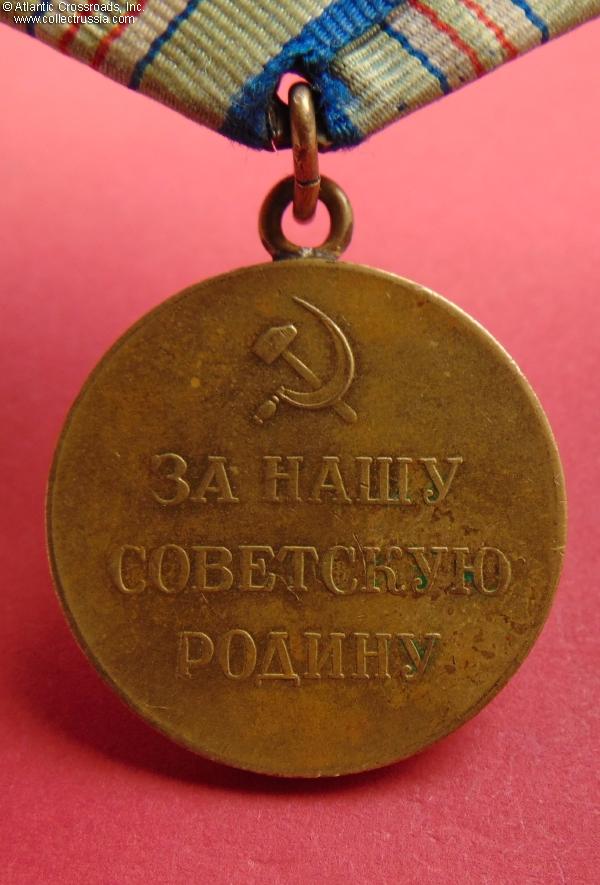 © Atlantic Crossroads, Inc.
www.collectrussia.com
ЗА НАШУ
СОВЕТСКУЮ
РОДИНУ